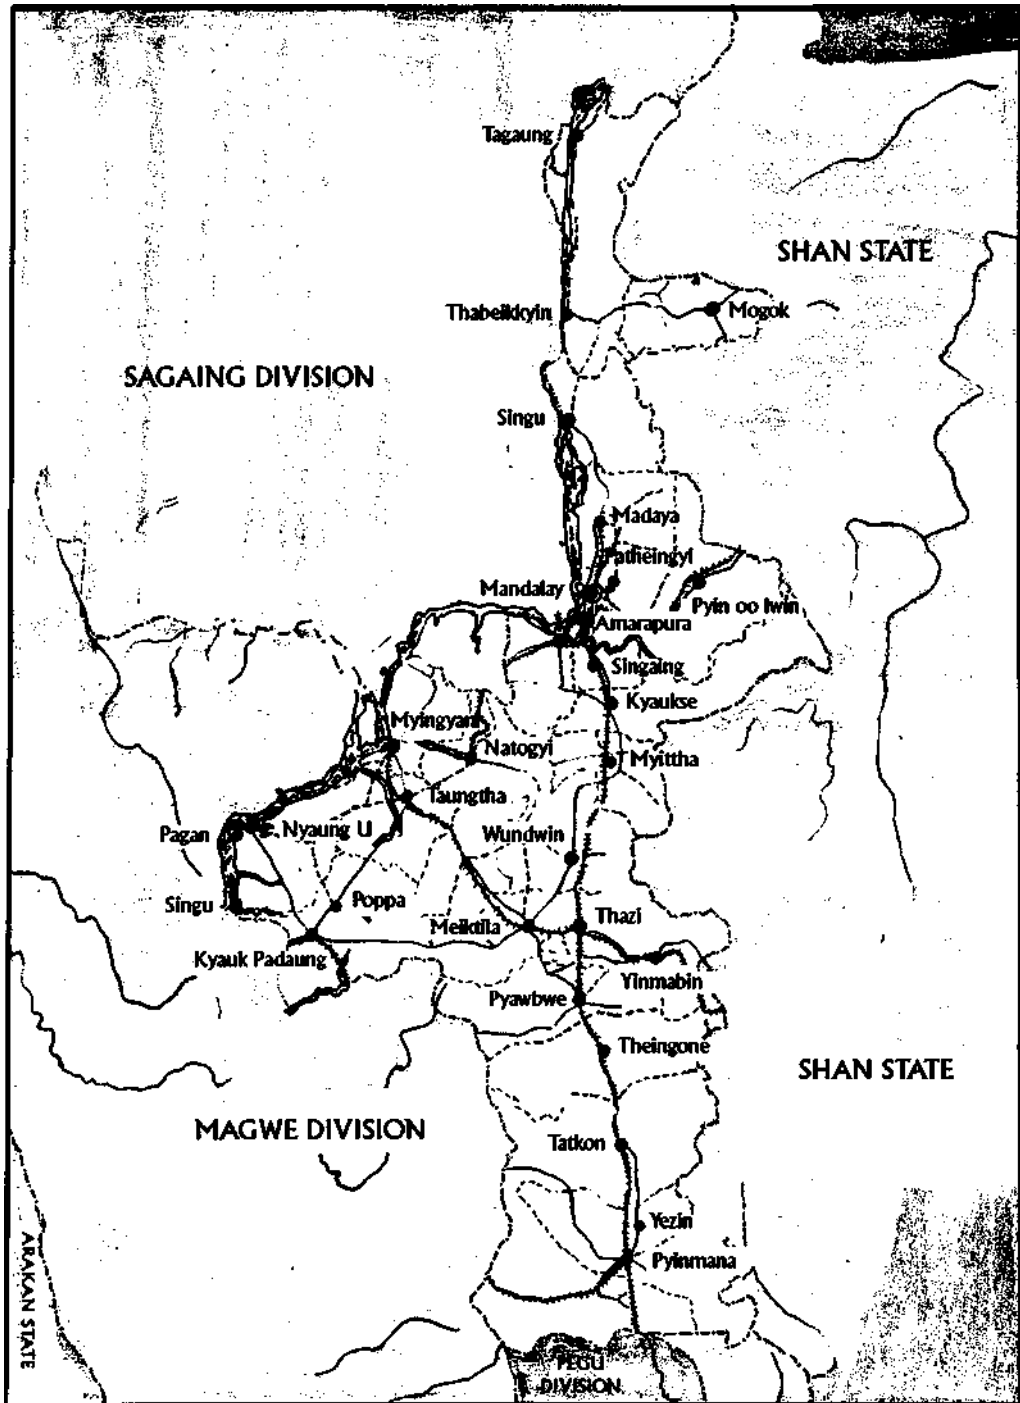 Tagaung
SHAN STATE
Thabeikkyin
Mogok
SAGAING DIVISION
Singu
Madaya
Patheingyi
Mandalay
Pyin oo lwin
Amarapura
Singaing
Kyaukse
Myingyan
Natogyi
Myittha
Taungtha
Pagan
Nyaung U
Wundwin
Singu
Poppa
Meiktila
Thazi
Kyauk Padaung
Yinmabin
Pyawbwe
Theingone
SHAN STATE
MAGWE DIVISION
Tatkon
Yezin
Pyinmana
ARAKAN STATE
PEGU
DIVISION